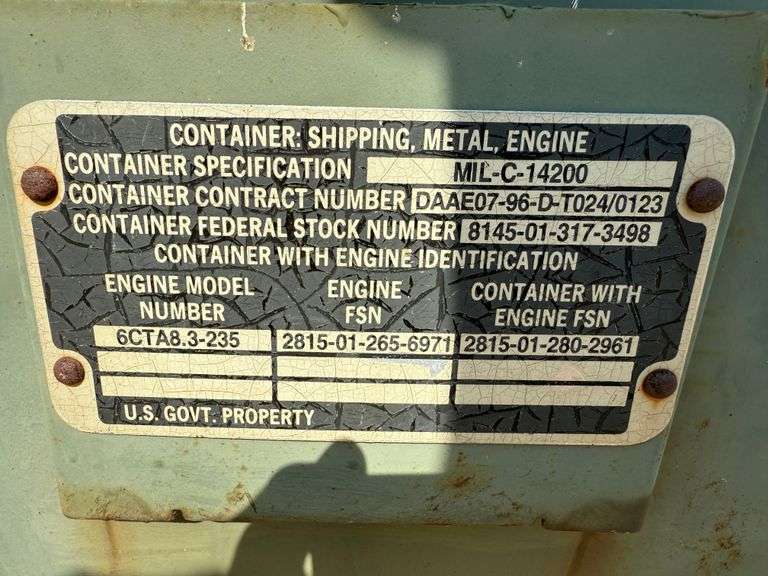 CONTAINER: SHIPPING, METAL, ENGINE
CONTAINER SPECIFICATION MIL-C-14200
CONTAINER CONTRACT NUMBER DAAE07-96-D-T024/0123
CONTAINER FEDERAL STOCK NUMBER 8145-01-317-3498
CONTAINER WITH ENGINE IDENTIFICATION
ENGINE MODEL NUMBER
ENGINE FSN
CONTAINER WITH ENGINE FSN
6CTA8.3-235 2815-01-265-6971 2815-01-280-2961
U.S. GOVT. PROPERTY